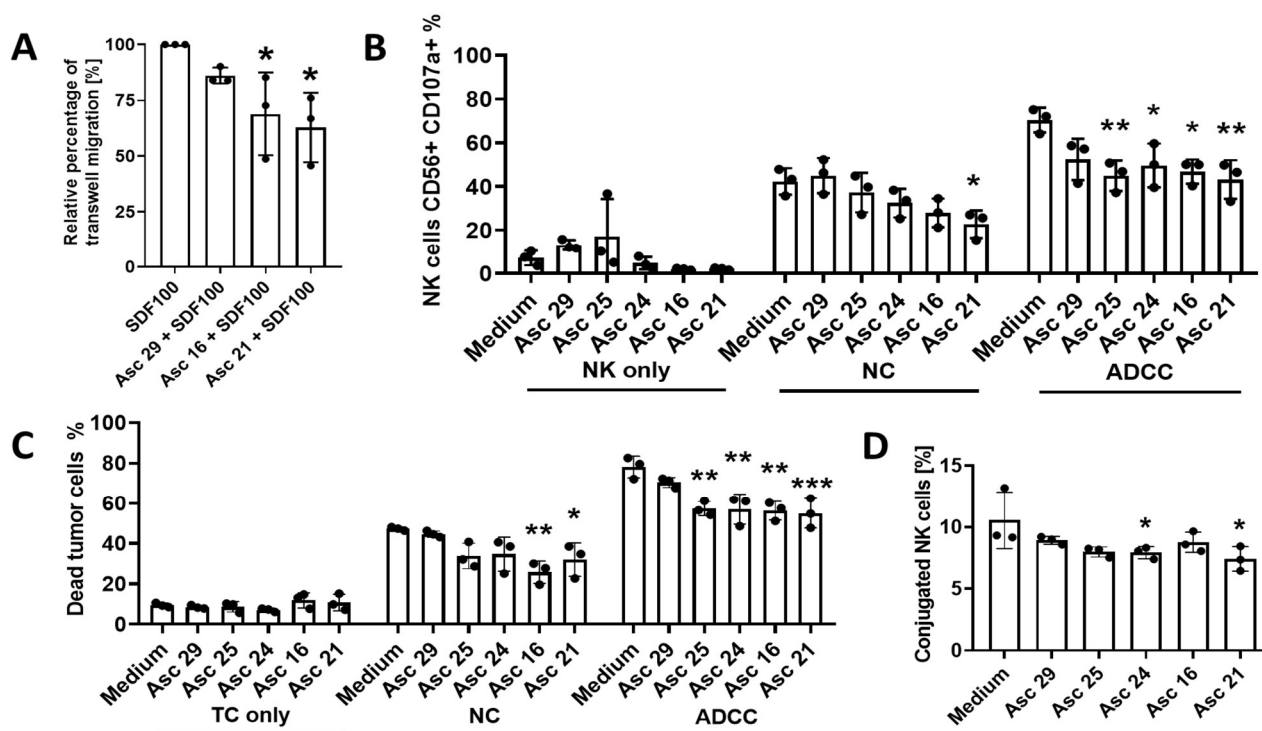 A
Relative percentage of
transwell migration [%]
100
75
50
25
0
*
*
SDF100
Asc 29 + SDF100
Asc 16 + SDF100
Asc 21 + SDF100
B
NK cells CD56+ CD107a+ %
100
80
60
40
20
0
*
**
*
*
**
Medium
Asc 29
Asc 25
Asc 24
Asc 16
Asc 21
NK only
Medium
Asc 29
Asc 25
Asc 24
Asc 16
Asc 21
NC
Medium
Asc 29
Asc 25
Asc 24
Asc 16
Asc 21
ADCC
C
Dead tumor cells %
100
80
60
40
20
0
**
*
**
**
**
***
Medium
Asc 29
Asc 25
Asc 24
Asc 16
Asc 21
TC only
Medium
Asc 29
Asc 25
Asc 24
Asc 16
Asc 21
NC
Medium
Asc 29
Asc 25
Asc 24
Asc 16
Asc 21
ADCC
D
Conjugated NK cells [%]
15
10
5
0
*
*
Medium
Asc 29
Asc 25
Asc 24
Asc 16
Asc 21